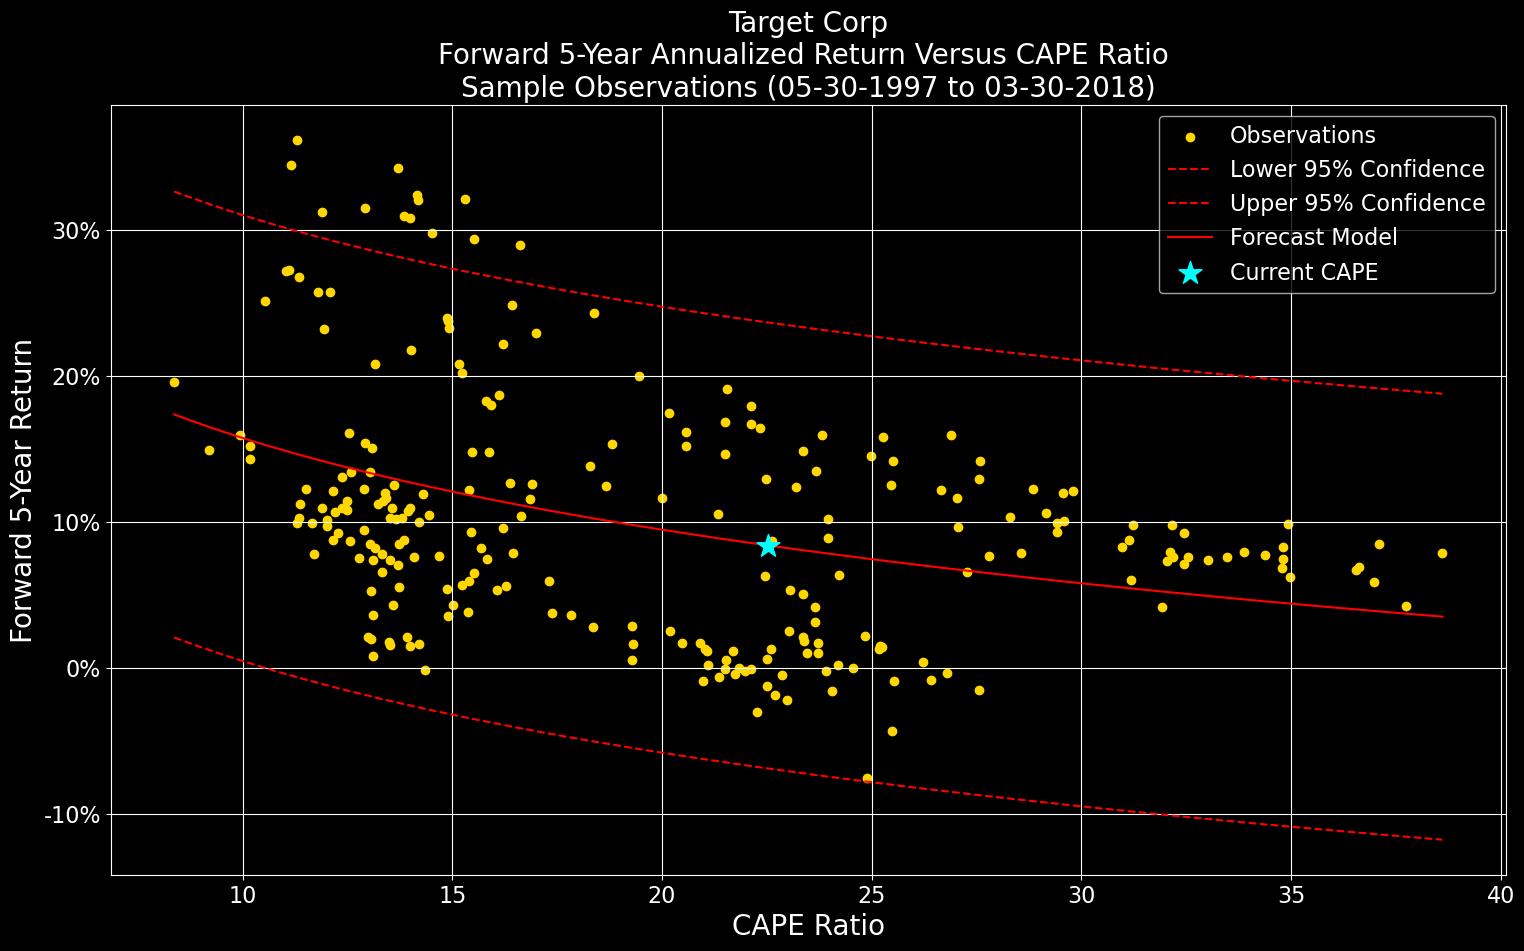 Target Corp
Forward 5-Year Annualized Return Versus CAPE Ratio
Sample Observations (05-30-1997 to 03-30-2018)
Observations
Lower 95% Confidence
Upper 95% Confidence
Forecast Model
Current CAPE
Forward 5-Year Return
30%
20%
10%
0%
-10%
10 15 20 25 30 35 40
CAPE Ratio